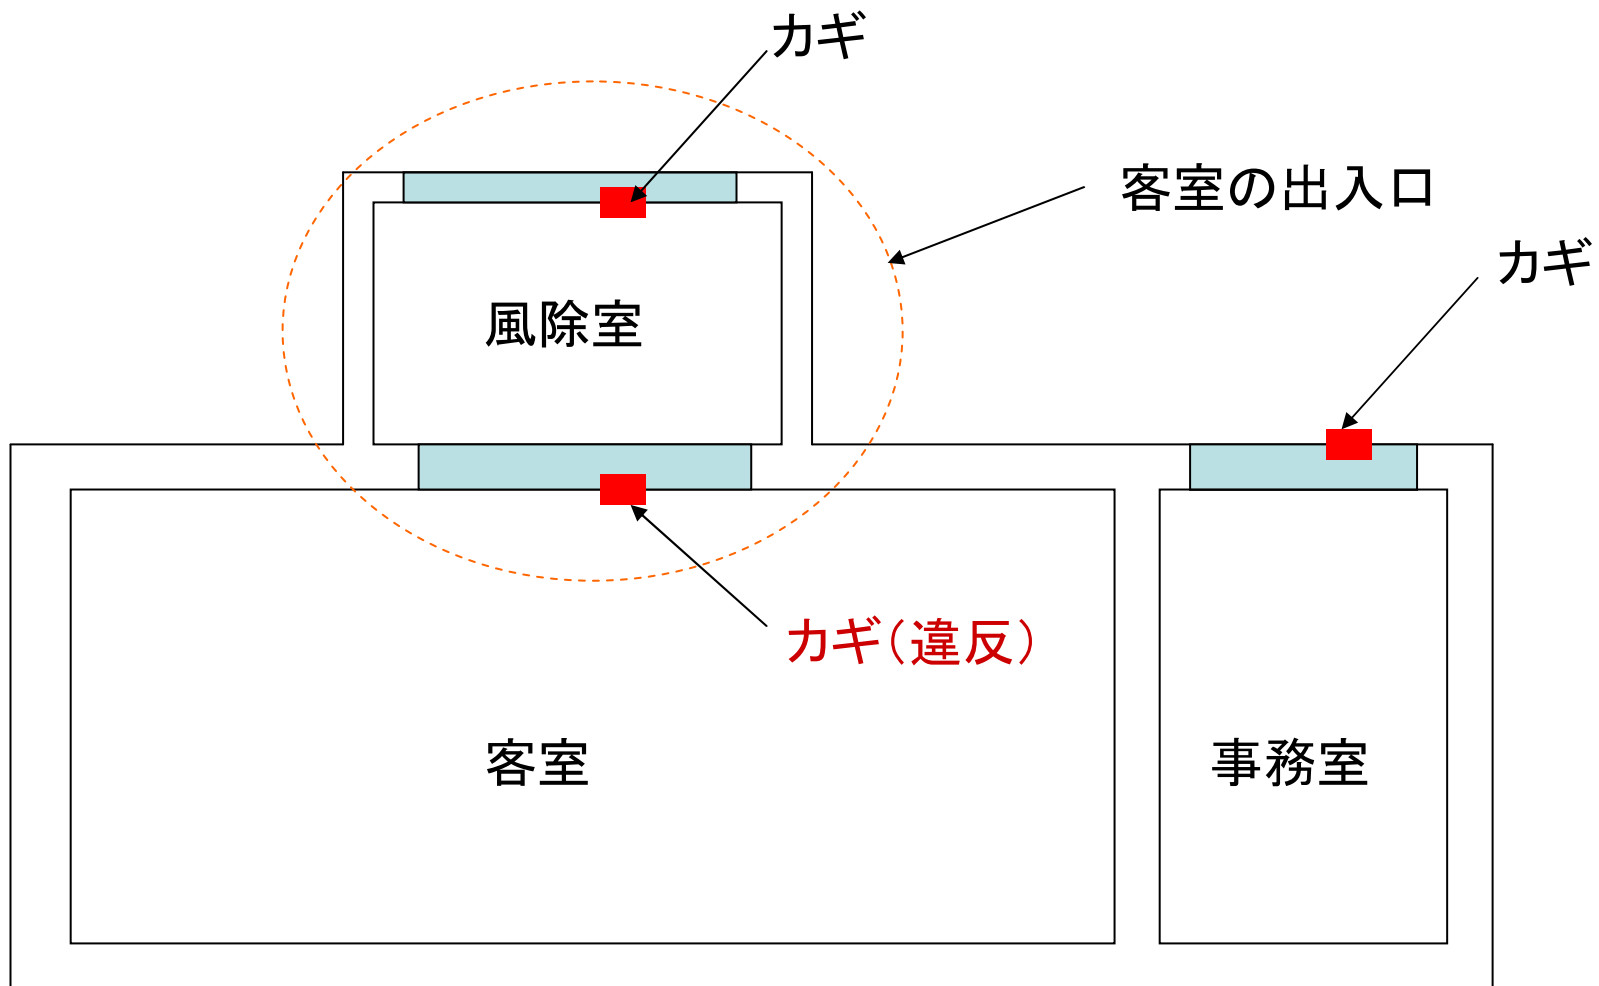 カギ
客室の出入口
カギ
風除室
カギ（違反）
客室
事務室